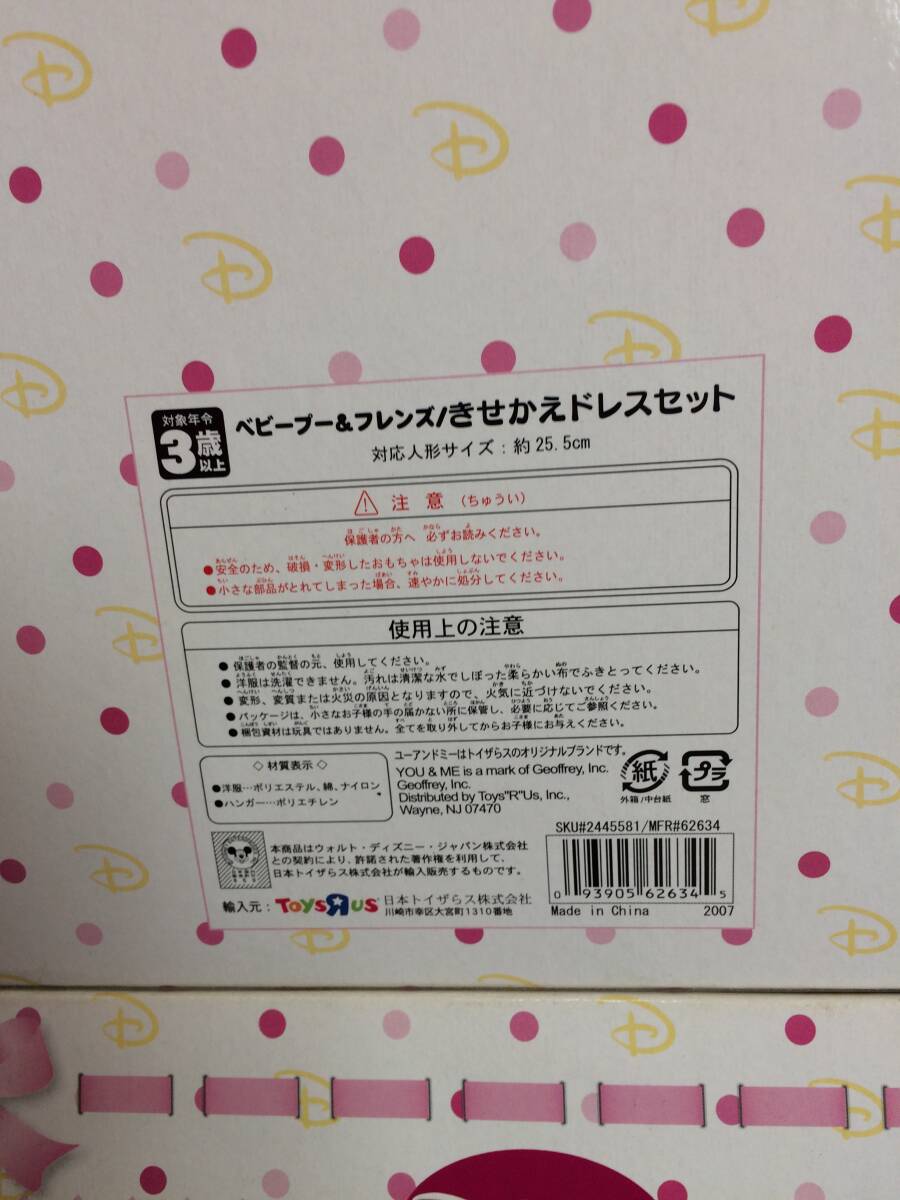 対象年令
3歳
以上
ベビープー&フレンズ/きせかえドレスセット
対応人形サイズ：約25.5cm
注意（ちゅうい）
保護者の方へ 必ずお読みください。
●安全のため、破損・変形したおもちゃは使用しないでください。
●小さな部品がとれてしまった場合、速やかに処分してください。
使用上の注意
●保護者の監督の元、使用してください。
●洋服は洗濯できません。汚れは清潔な水でしぼった柔らかい布でふきとってください。
●変形、変質または火災の原因となりますので、火気に近づけないでください。
●パッケージは、小さなお子様の手の届かない所に保管し、必要に応じてご参照ください。
●梱包資材は玩具ではありません。全てを取り外してからお子様にお与えください。
◇材質表示◇
●洋服…ポリエステル、綿、ナイロン
●ハンガー…ポリエチレン
ユーアンドミーはトイザらスのオリジナルブランドです。
YOU & ME is a mark of Geoffrey, Inc.
Geoffrey, Inc.
Distributed by Toys"R"Us, Inc.,
Wayne, NJ 07470
紙
外箱/中台紙
プラ
窓
本商品はウォルト・ディズニー・ジャパン株式会社
との契約により、許諾された著作権を利用して、
日本トイザらス株式会社が輸入販売するものです。
輸入元：TOYSRUS 日本トイザらス株式会社
川崎市幸区大宮町1310番地
SKU#2445581/MFR#62634
0 93905 62634 5
Made in China 2007